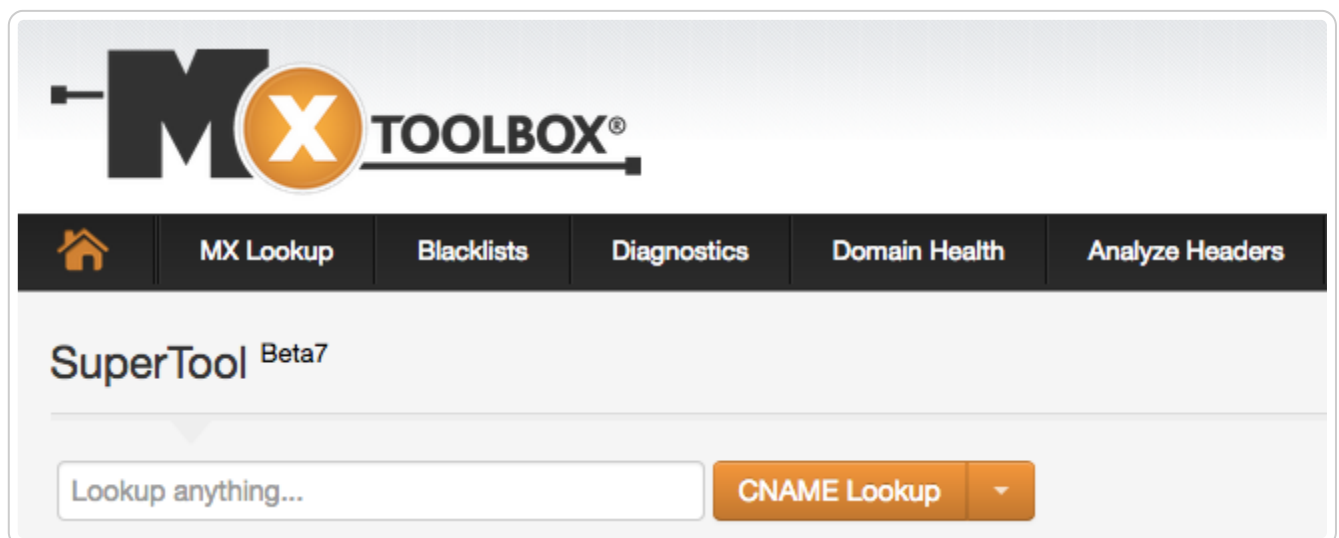 MX TOOLBOX®
MX Lookup Blacklists Diagnostics Domain Health Analyze Headers
SuperTool Beta7
Lookup anything... CNAME Lookup